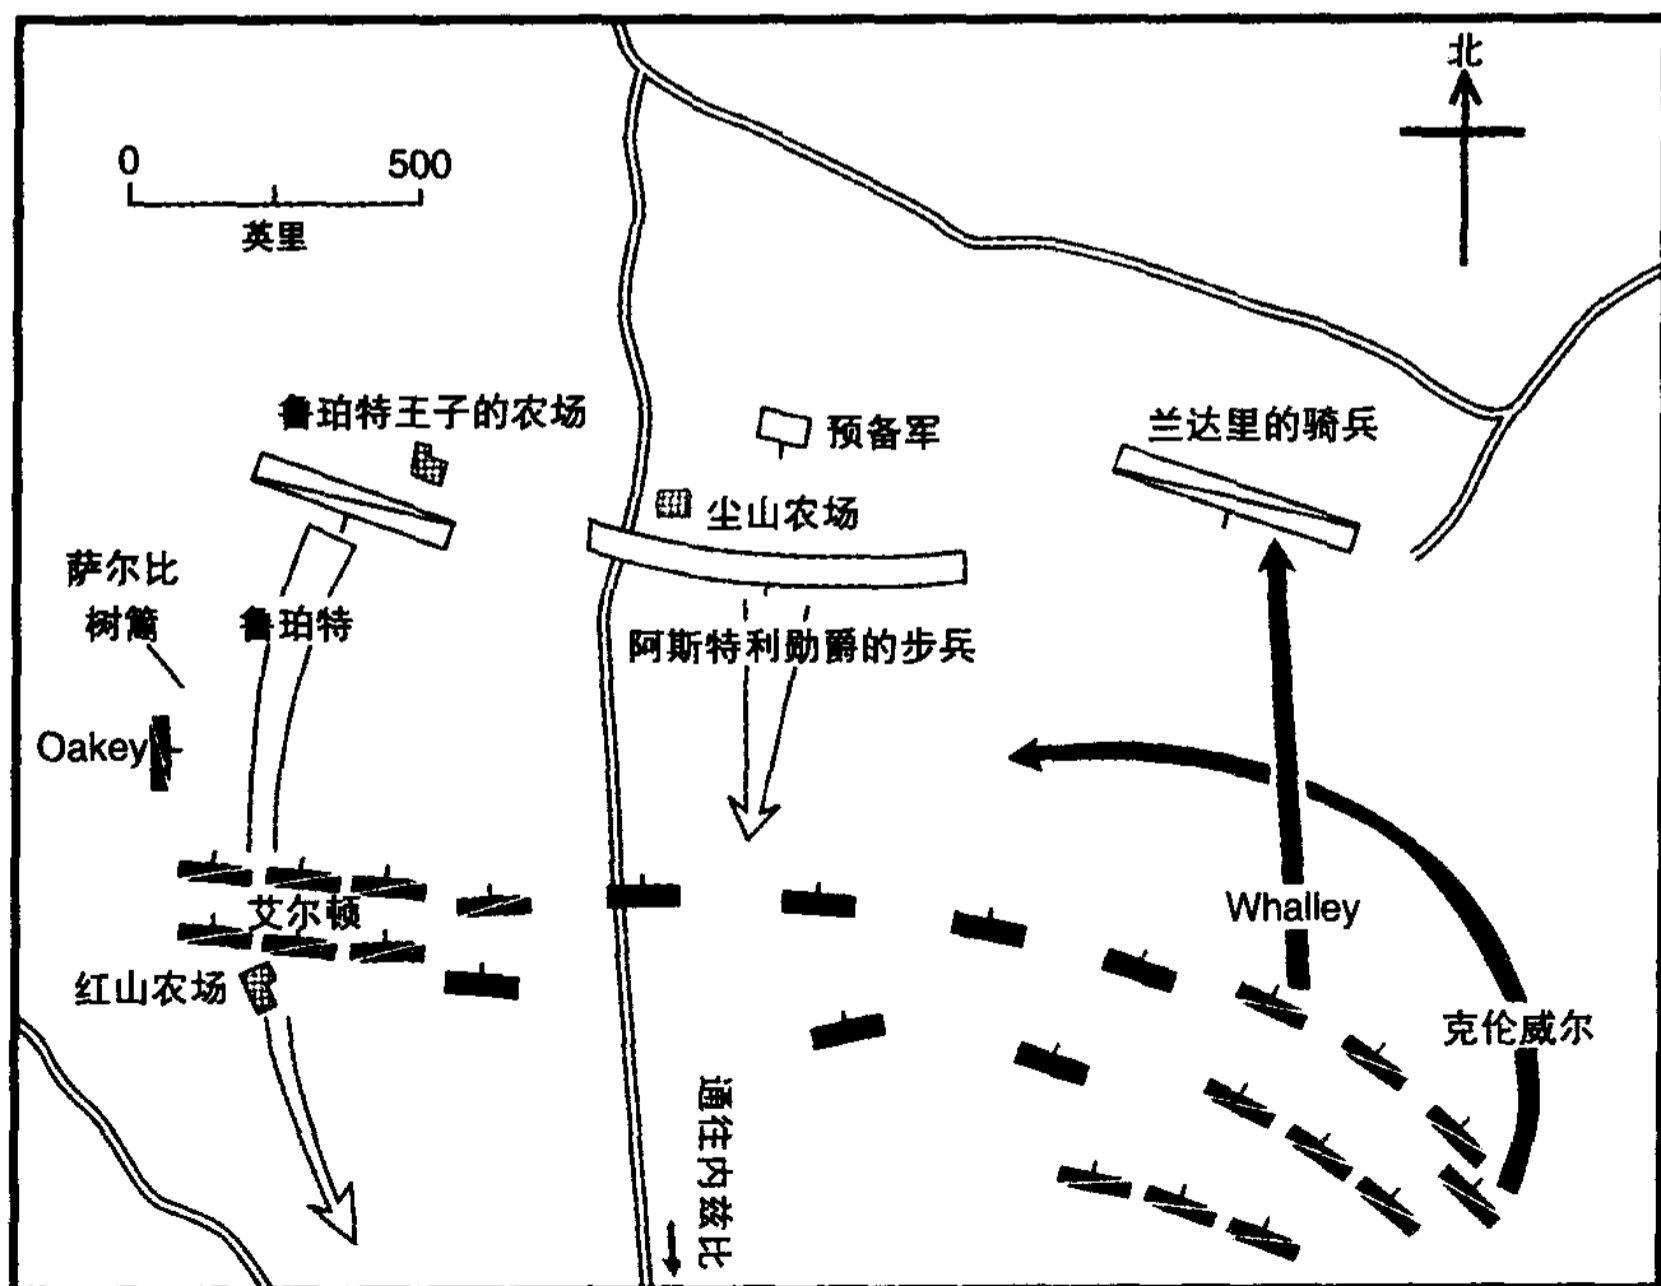 北
0 500
英里
鲁珀特王子的农场
预备军
兰达里的骑兵
尘山农场
萨尔比
树篱
鲁珀特
阿斯特利勋爵的步兵
Oakey
艾尔顿
Whalley
红山农场
克伦威尔
通往内兹比